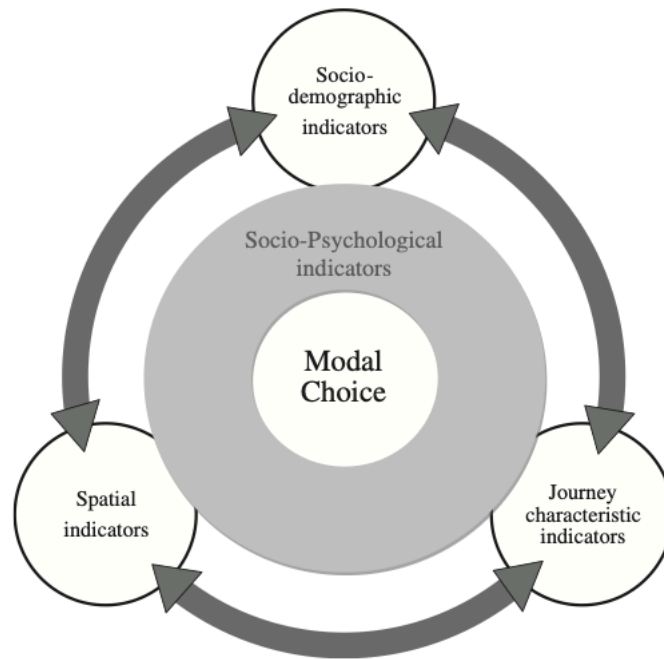 Socio-
demographic
indicators
Socio-Psychological
indicators
Modal
Choice
Spatial
indicators
Journey
characteristic
indicators